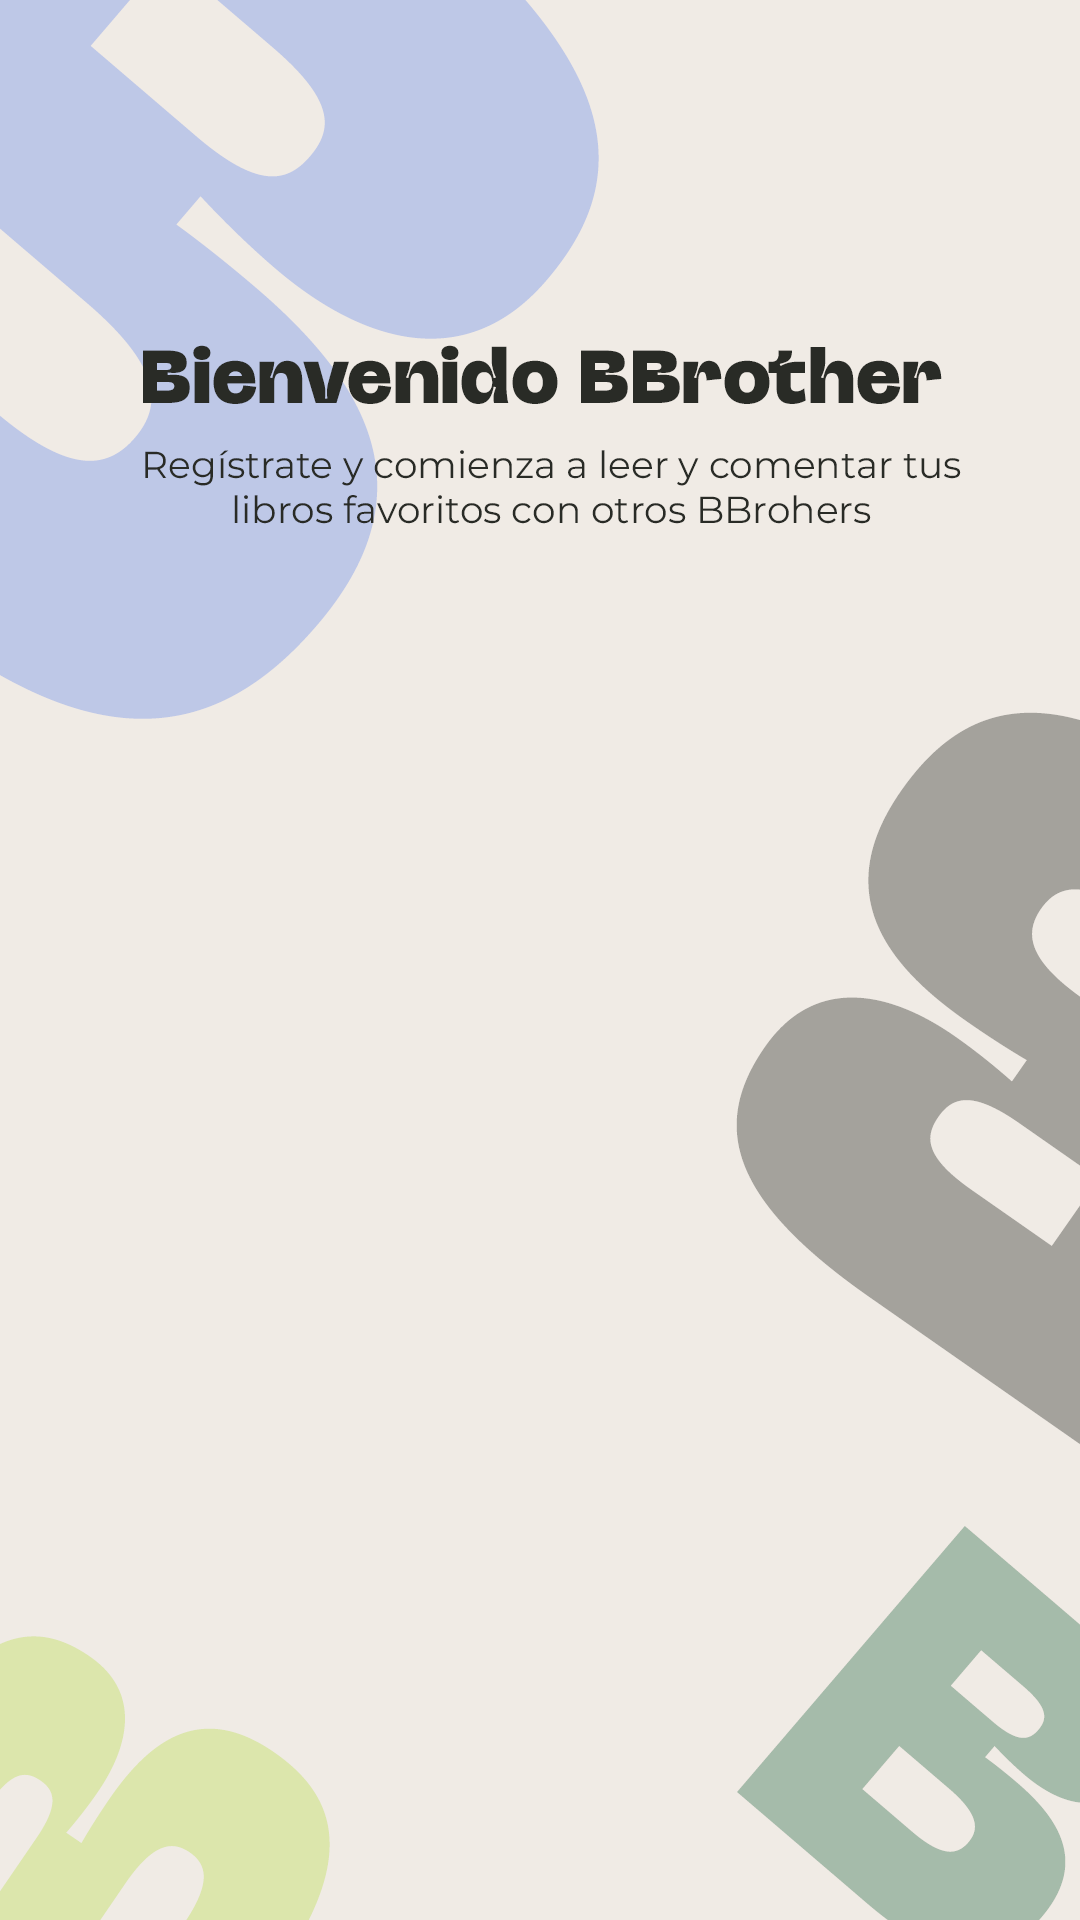 Bienvenido BBrother
Regístrate y comienza a leer y comentar tus
libros favoritos con otros BBrohers